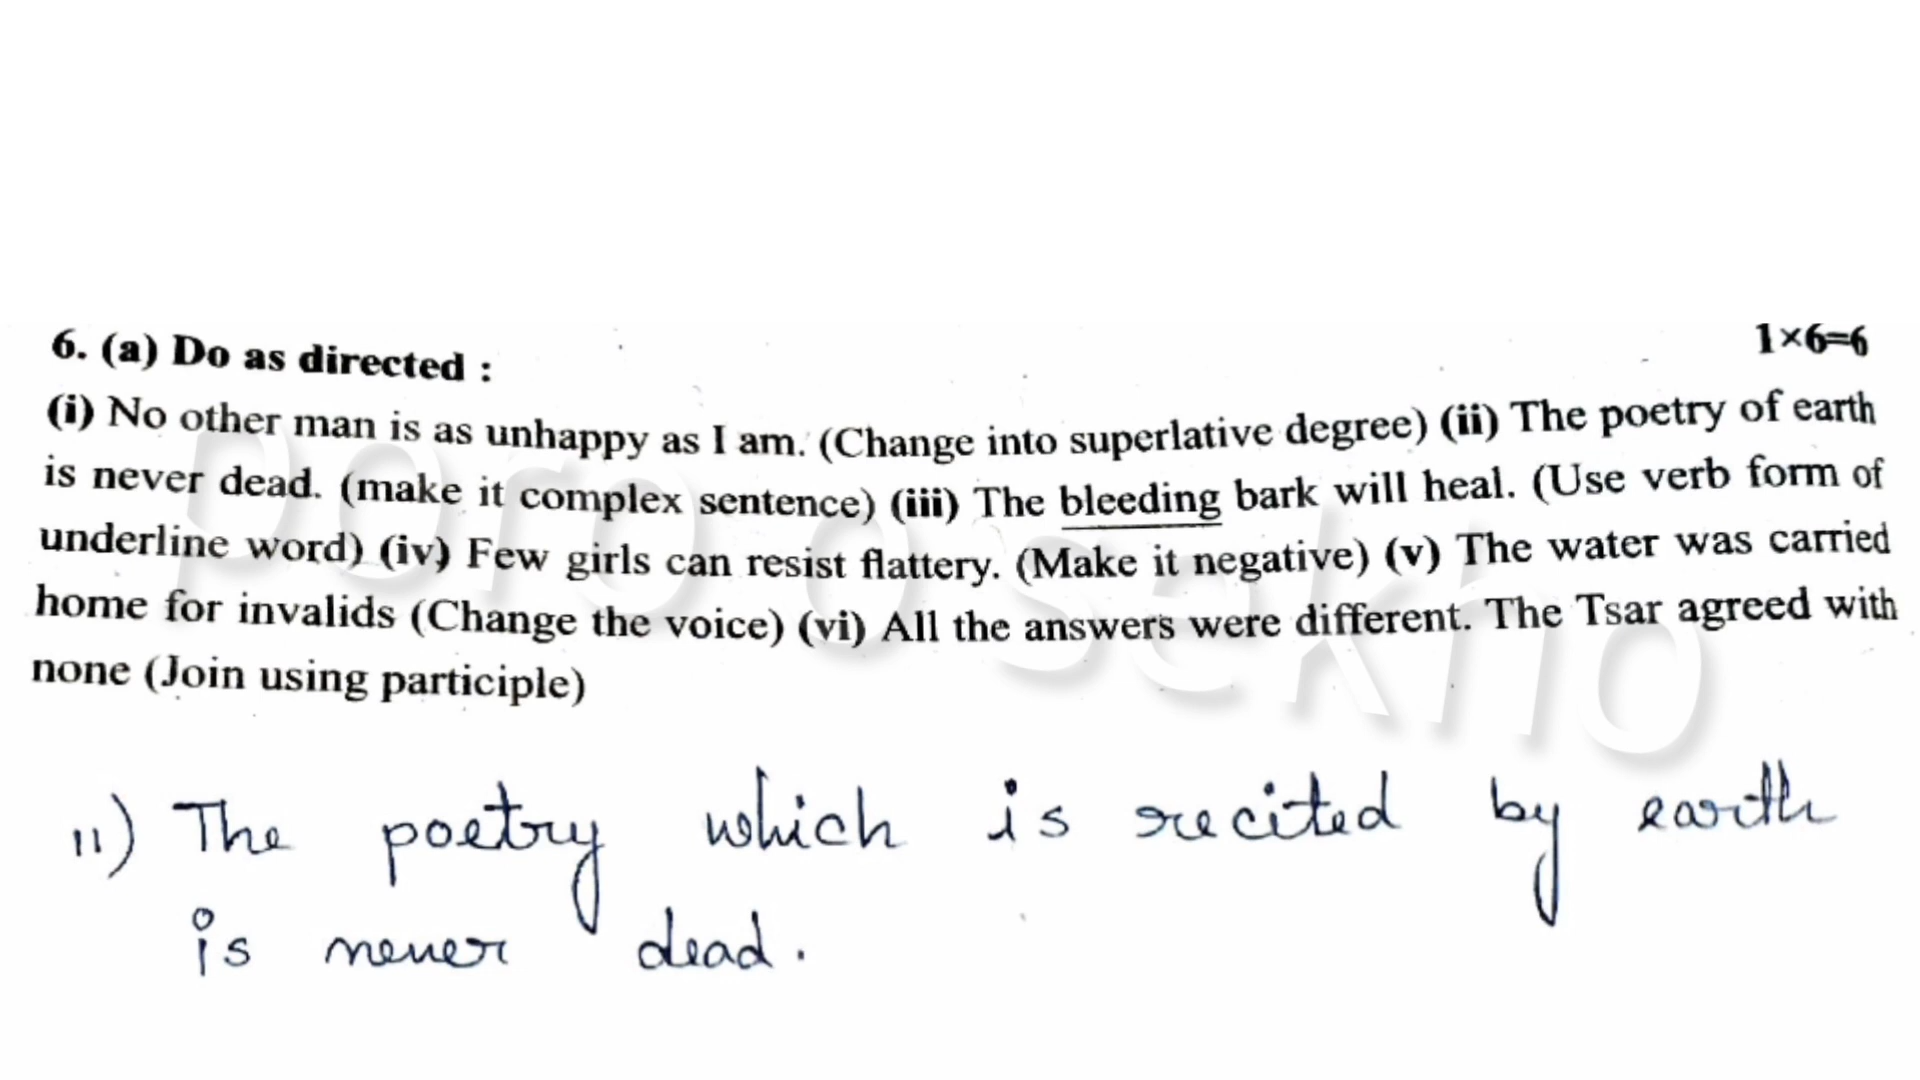 6. (a) Do as directed : 1×6=6
(i) No other man is as unhappy as I am. (Change into superlative degree) (ii) The poetry of earth
is never dead. (make it complex sentence) (iii) The bleeding bark will heal. (Use verb form of
underline word) (iv) Few girls can resist flattery. (Make it negative) (v) The water was carried
home for invalids (Change the voice) (vi) All the answers were different. The Tsar agreed with
none (Join using participle)
poro o sekho
11) The poetry which is recited by earth
is never dead.